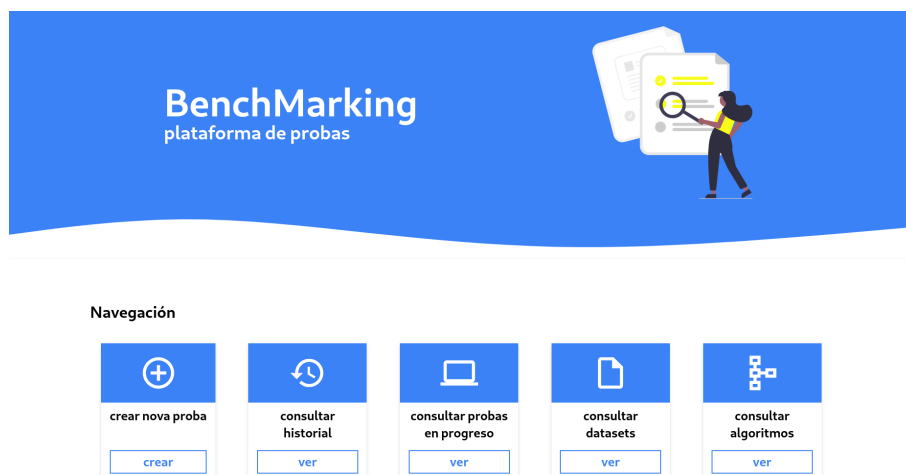 BenchMarking
plataforma de probas
Navegación
crear nova proba
crear
consultar
historial
ver
consultar probas
en progreso
ver
consultar
datasets
ver
consultar
algoritmos
ver